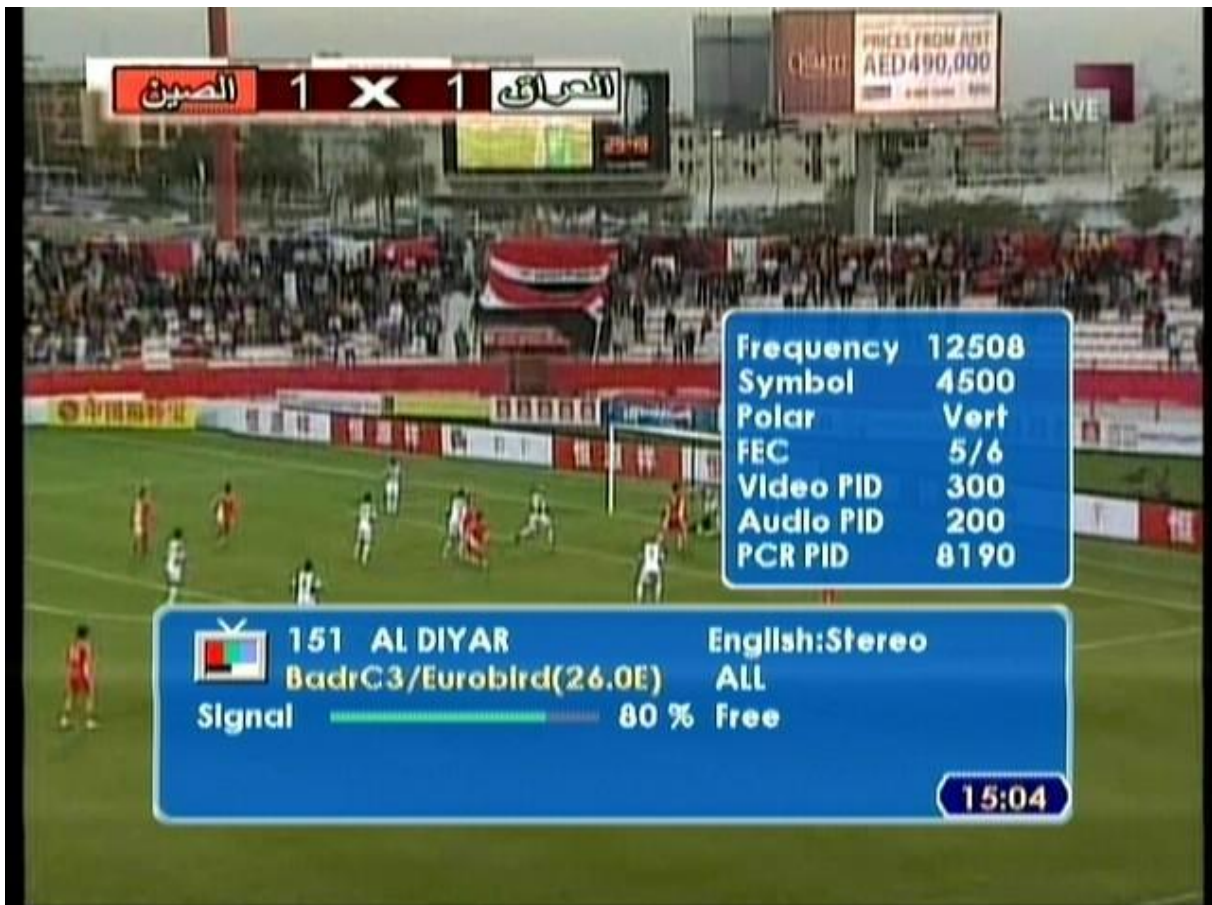 الصين 1 X 1 العراق
PRICES FROM JUST
AED490,000
LIVE
Frequency 12508
Symbol 4500
Polar Vert
FEC 5/6
Video PID 300
Audio PID 200
PCR PID 8190
151 AL DIYAR English:Stereo
BadrC3/Eurobird(26.0E) ALL
Signal 80 % Free
15:04